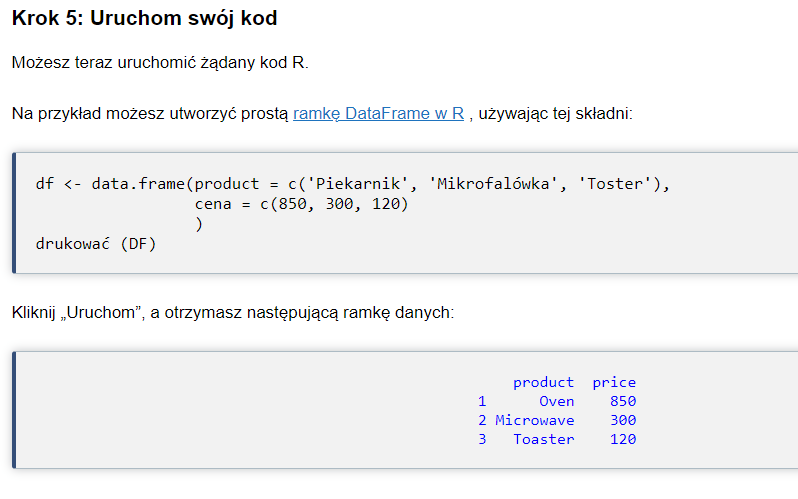 Krok 5: Uruchom swój kod
Możesz teraz uruchomić żądany kod R.
Na przykład możesz utworzyć prostą ramkę DataFrame w R , używając tej składni:
df <- data.frame(product = c('Piekarnik', 'Mikrofalówka', 'Toster'),
cena = c(850, 300, 120)
)
drukować (DF)
Kliknij „Uruchom”, a otrzymasz następującą ramkę danych:
product price
1 Oven 850
2 Microwave 300
3 Toaster 120